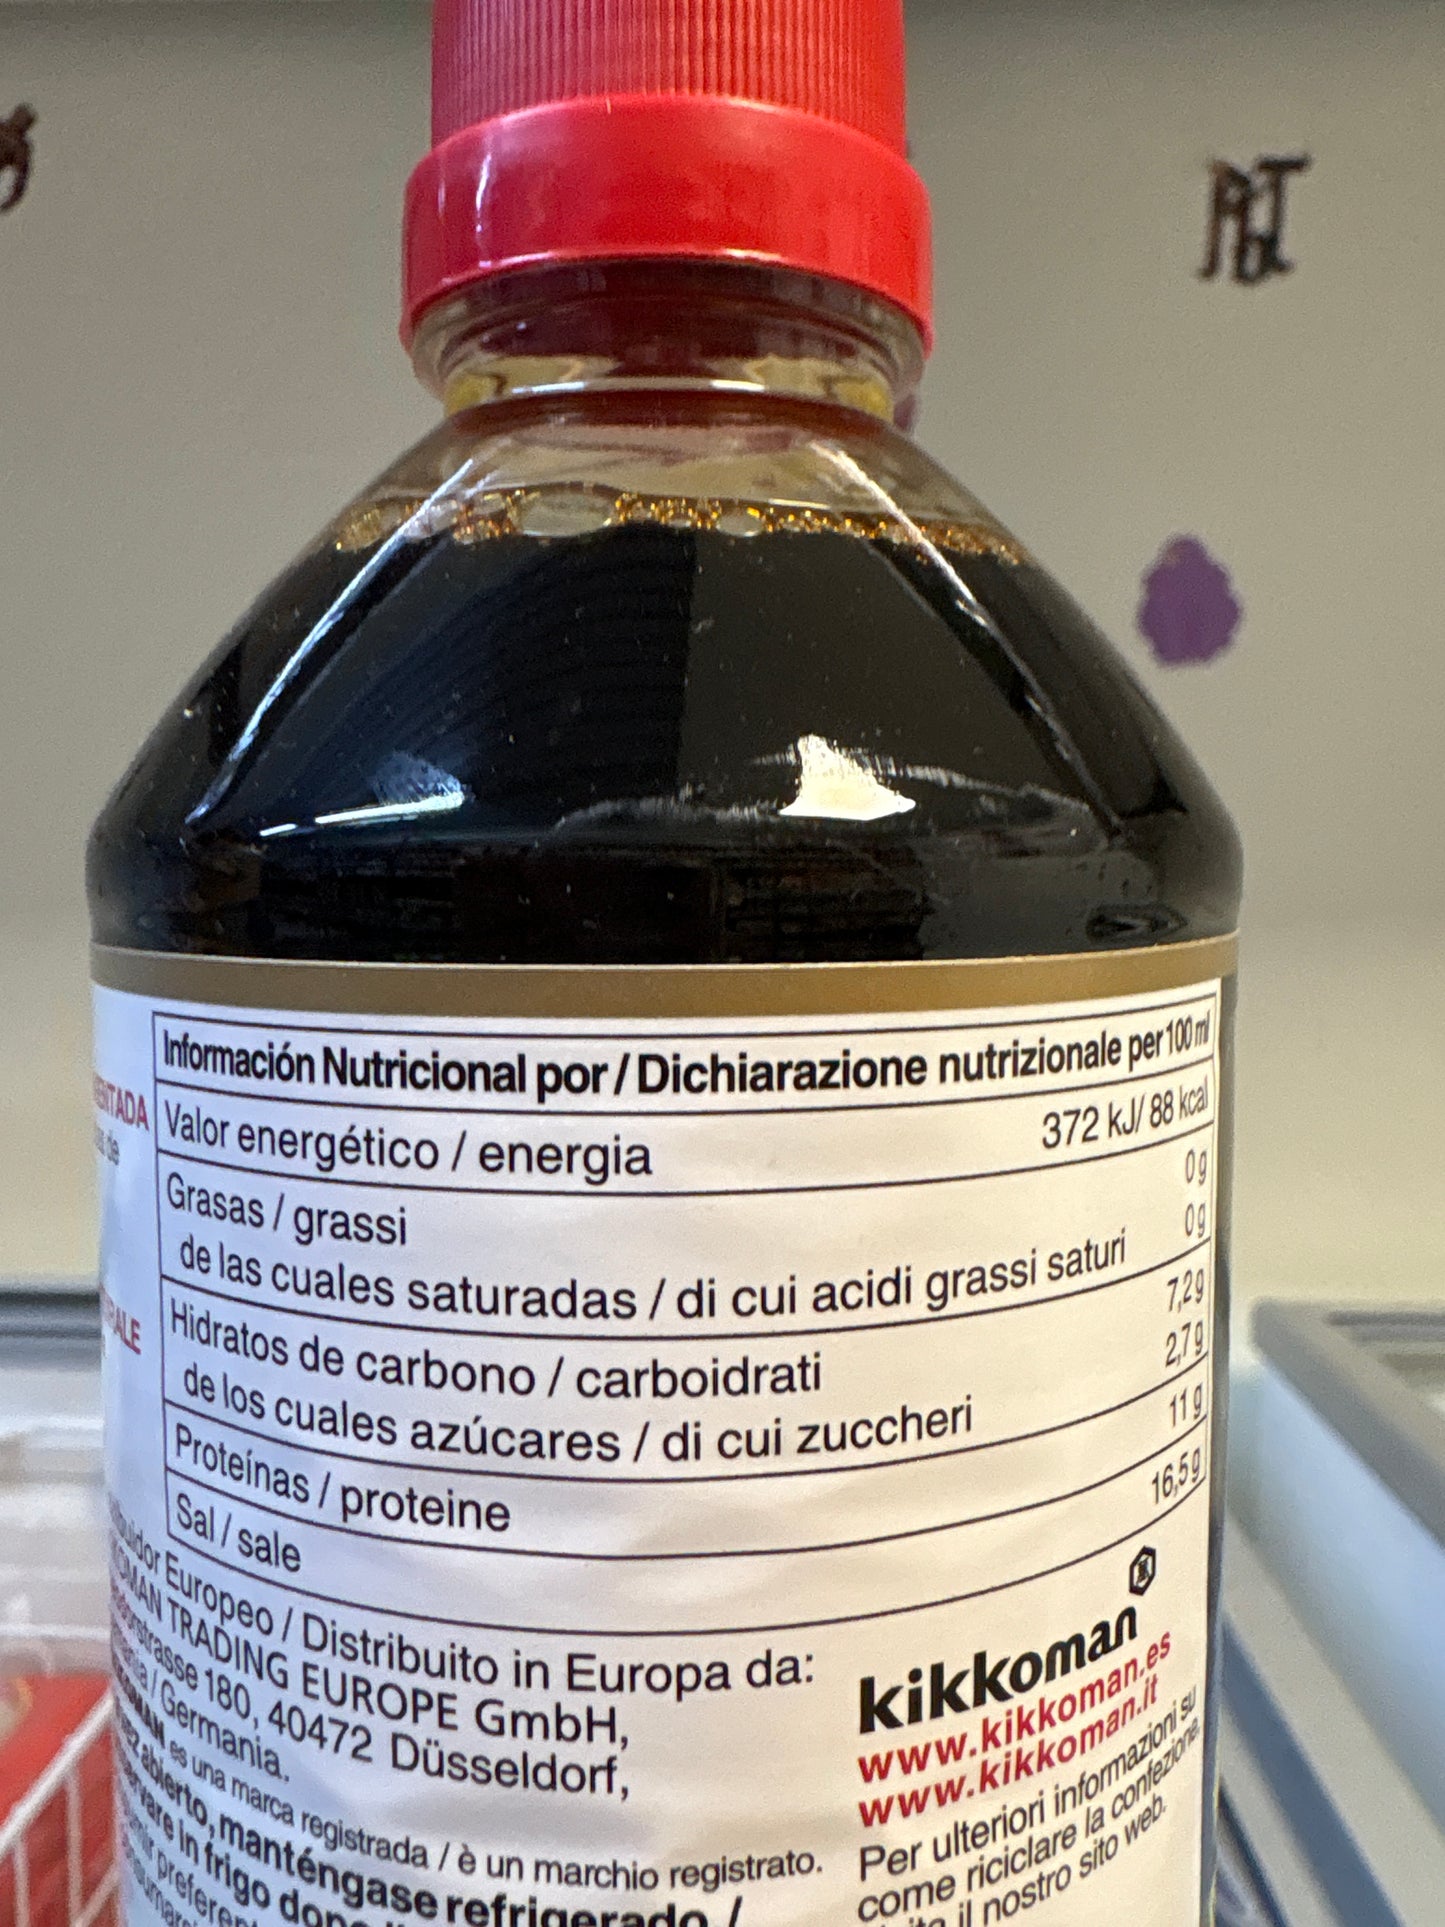 Información Nutricional por / Dichiarazione nutrizionale per 100 ml
Valor energético / energia 372 kJ/ 88 kcal
Grasas / grassi 0 g
de las cuales saturadas / di cui acidi grassi saturi 0 g
Hidratos de carbono / carboidrati 7,2 g
de los cuales azúcares / di cui zuccheri 2,7 g
Proteínas / proteine 11 g
Sal / sale 16,5 g
Europeo / Distribuito in Europa da:
TRADING EUROPE GmbH,
180, 40472 Düsseldorf,
/ Germania.
es una marca registrada / è un marchio registrato.
abierto, manténgase refrigerado /
in frigo
kikkoman
www.kikkoman.es
www.kikkoman.it
Per ulteriori informazioni su
come riciclare la confezione,
il nostro sito web.